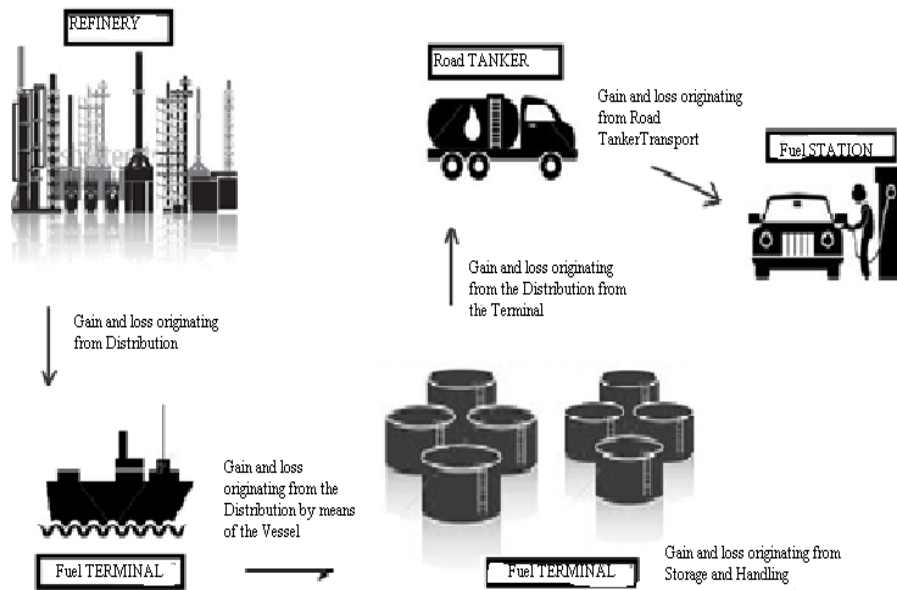 REFINERY
Gain and loss originating
from Distribution
Gain and loss
originating from the
Distribution by means
of the Vessel
Fuel TERMINAL
Fuel TERMINAL
Gain and loss originating from
Storage and Handling
Gain and loss originating
from the Distribution from
the Terminal
Road TANKER
Gain and loss originating
from Road
TankerTransport
Fuel STATION